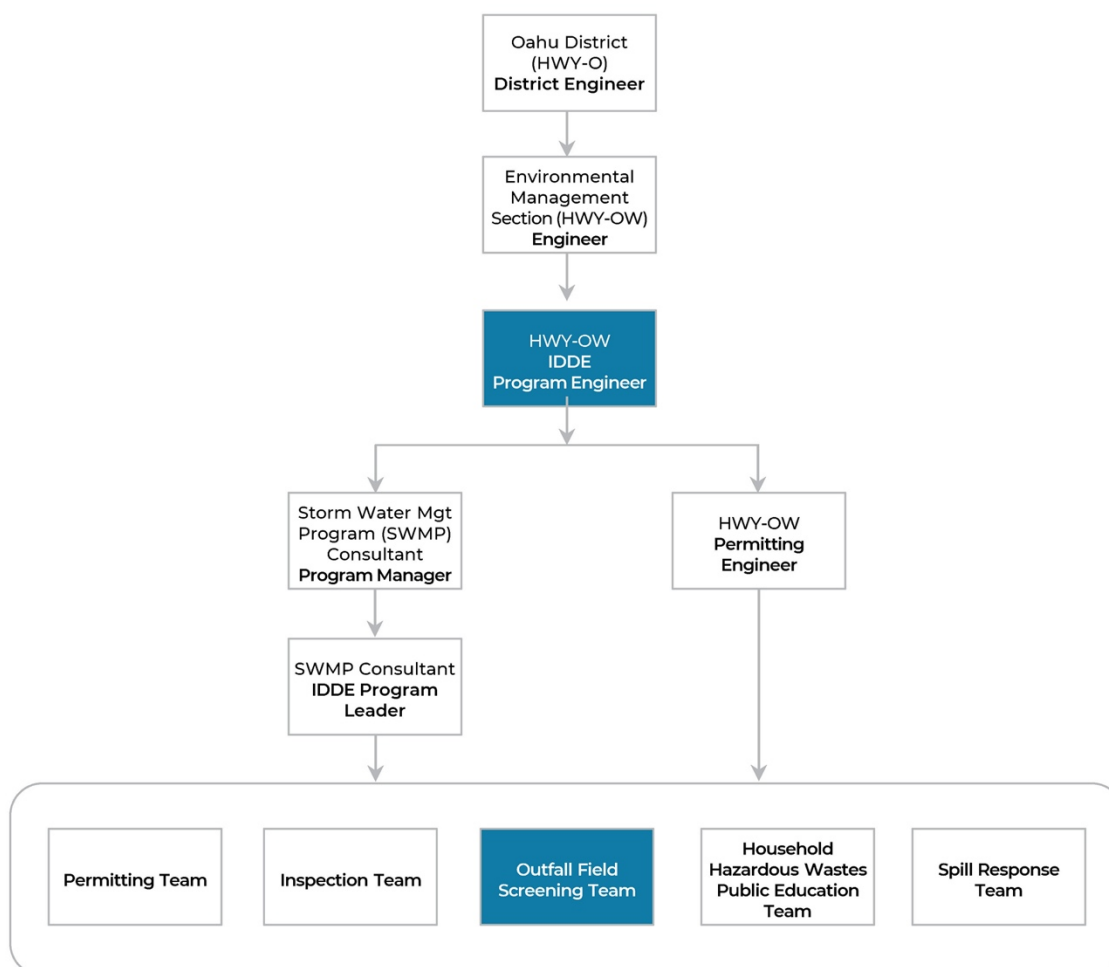 Oahu District
(HWY-O)
District Engineer
Environmental
Management
Section (HWY-OW)
Engineer
HWY-OW
IDDE
Program Engineer
Storm Water Mgt
Program (SWMP)
Consultant
Program Manager
HWY-OW
Permitting
Engineer
SWMP Consultant
IDDE Program
Leader
Permitting Team
Inspection Team
Outfall Field
Screening Team
Household
Hazardous Wastes
Public Education
Team
Spill Response
Team